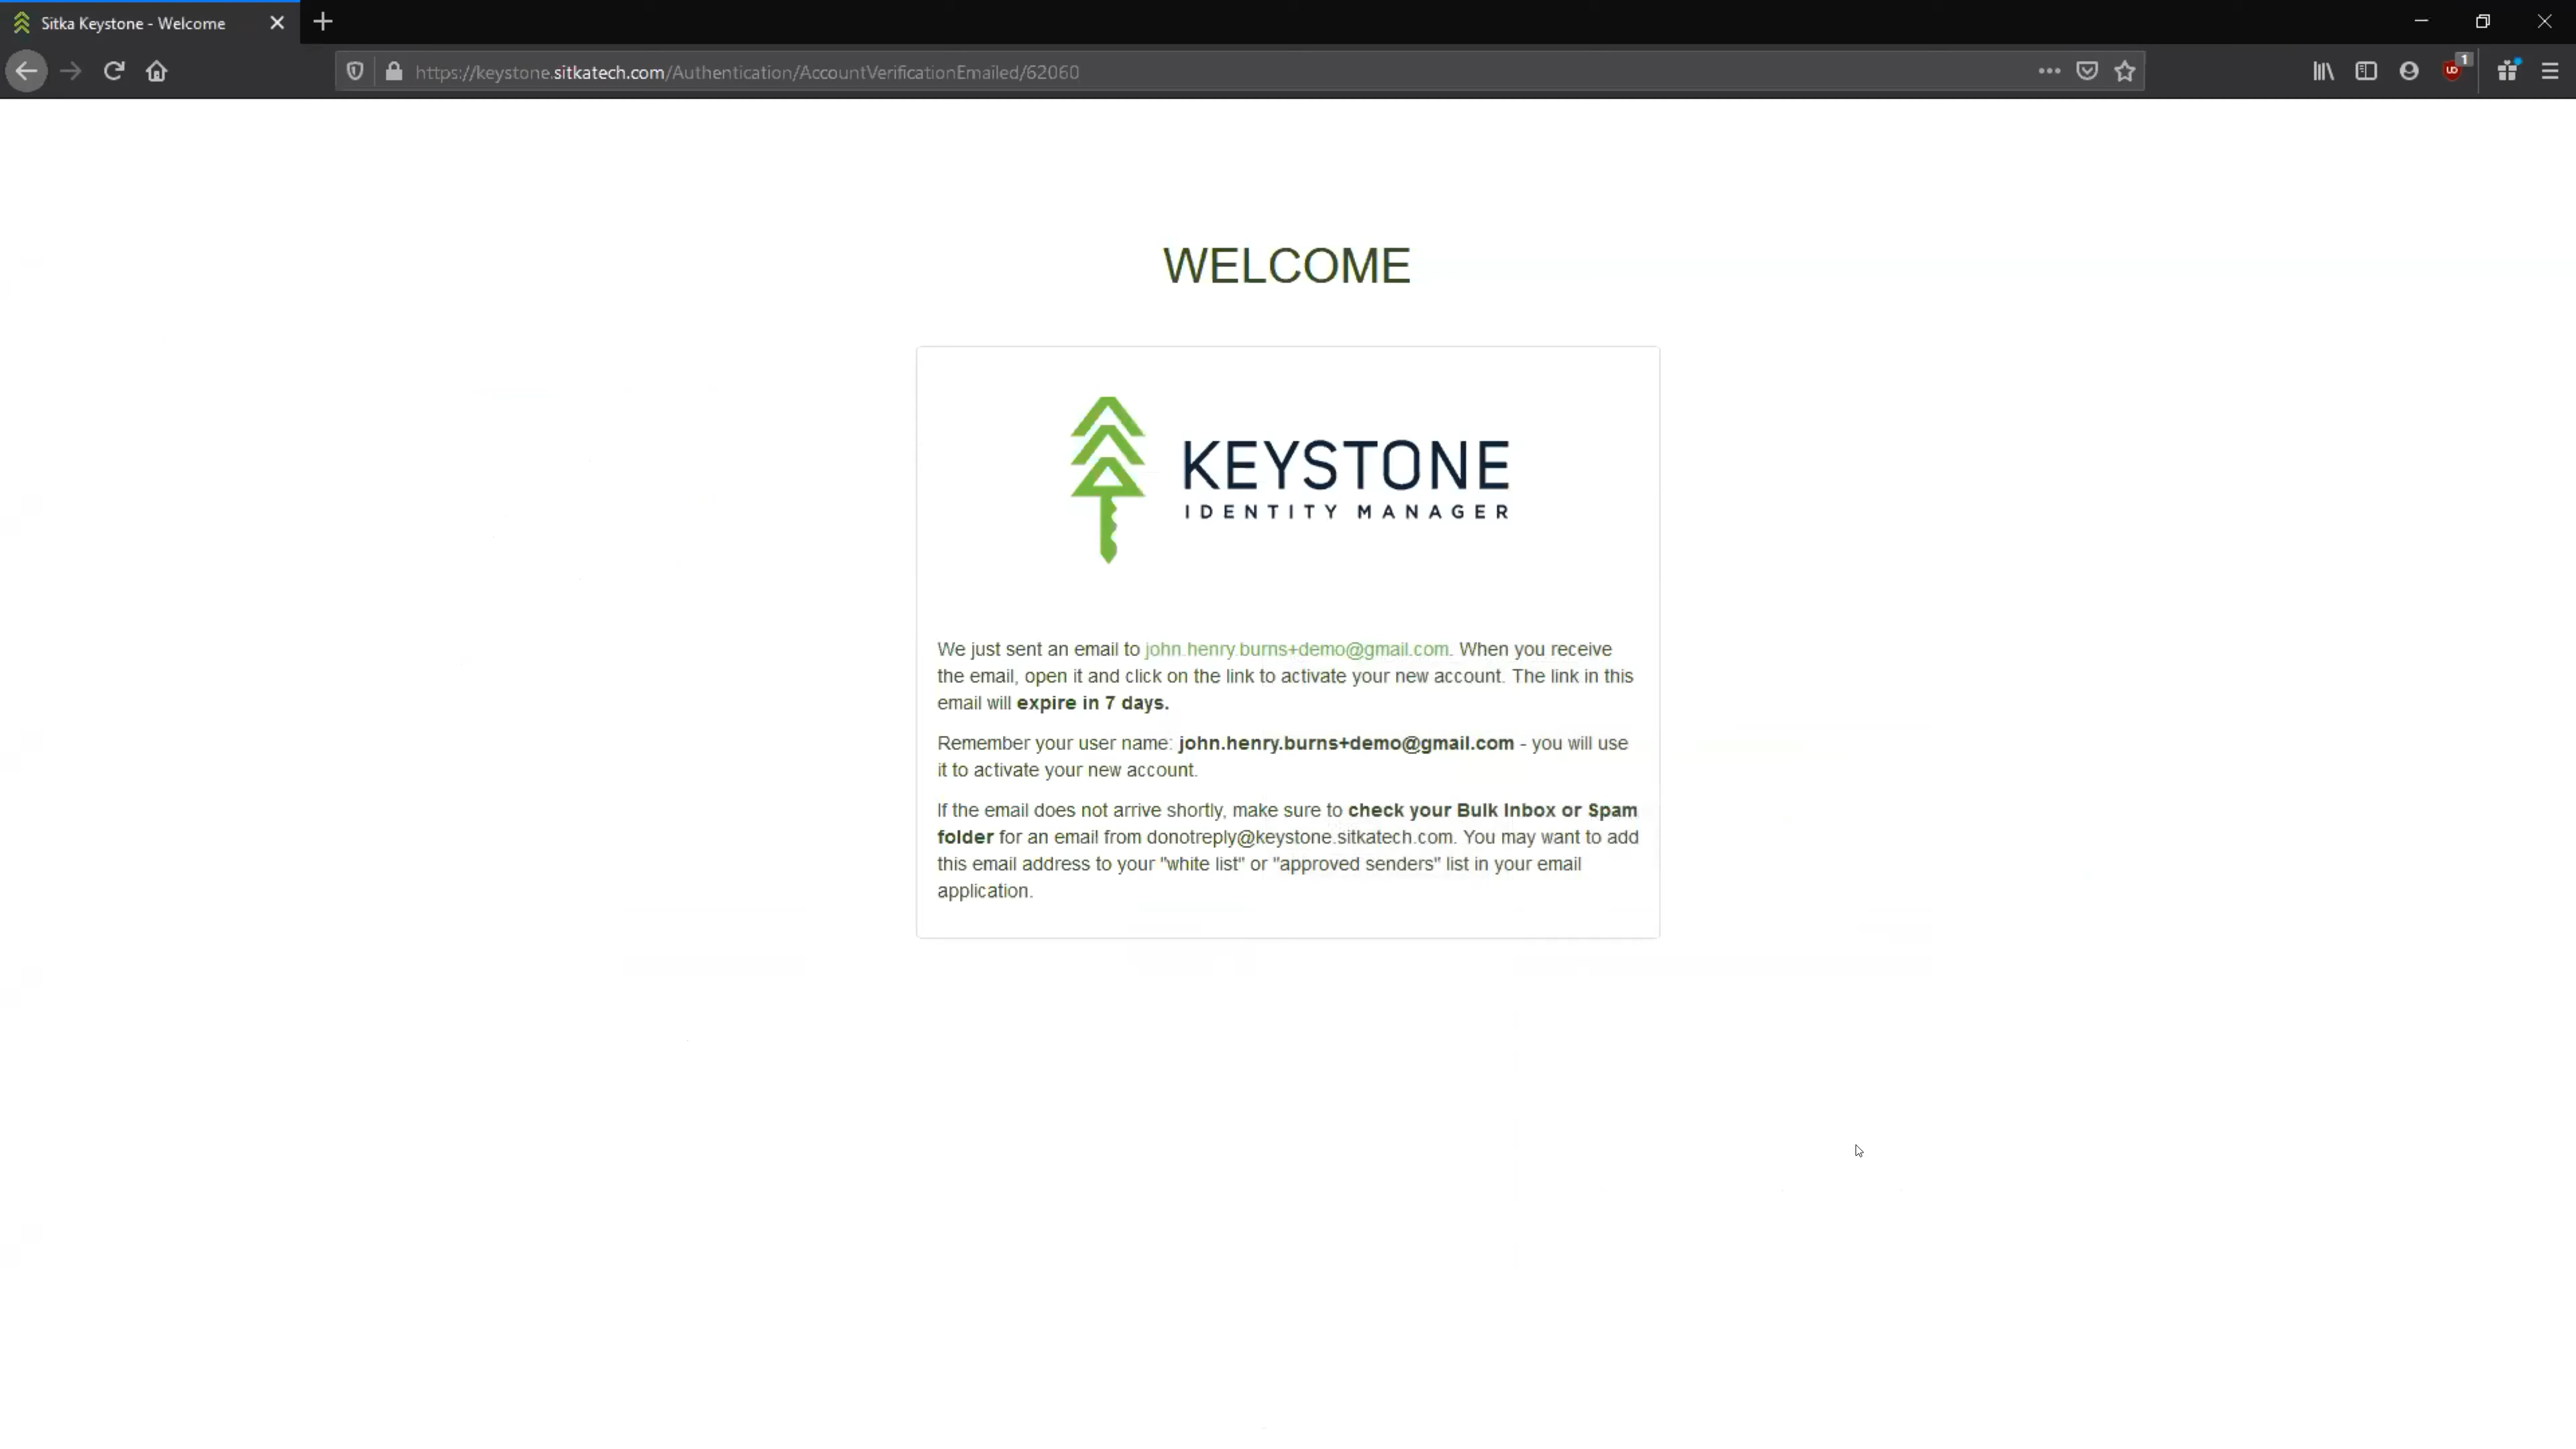 Sitka Keystone - Welcome
https://keystone.sitkatech.com/Authentication/AccountVerificationEmailed/62060
1
WELCOME
KEYSTONE
IDENTITY MANAGER
We just sent an email to john.henry.burns+demo@gmail.com. When you receive
the email, open it and click on the link to activate your new account. The link in this
email will expire in 7 days.
Remember your user name: john.henry.burns+demo@gmail.com - you will use
it to activate your new account.
If the email does not arrive shortly, make sure to check your Bulk Inbox or Spam
folder for an email from donotreply@keystone.sitkatech.com. You may want to add
this email address to your "white list" or "approved senders" list in your email
application.